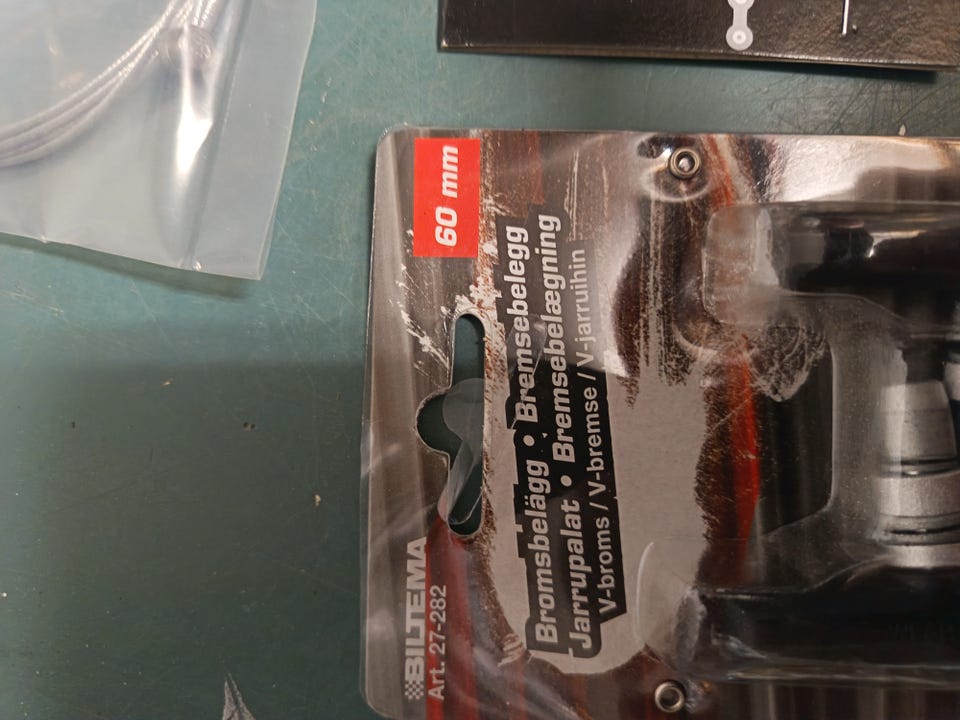 60 mm
BILTEMA
Art. 27-282
Bromsbelägg • Bremsebelegg
Jarrupalat • Bremsebelægning
V-broms / V-bremse / V-jarruihin